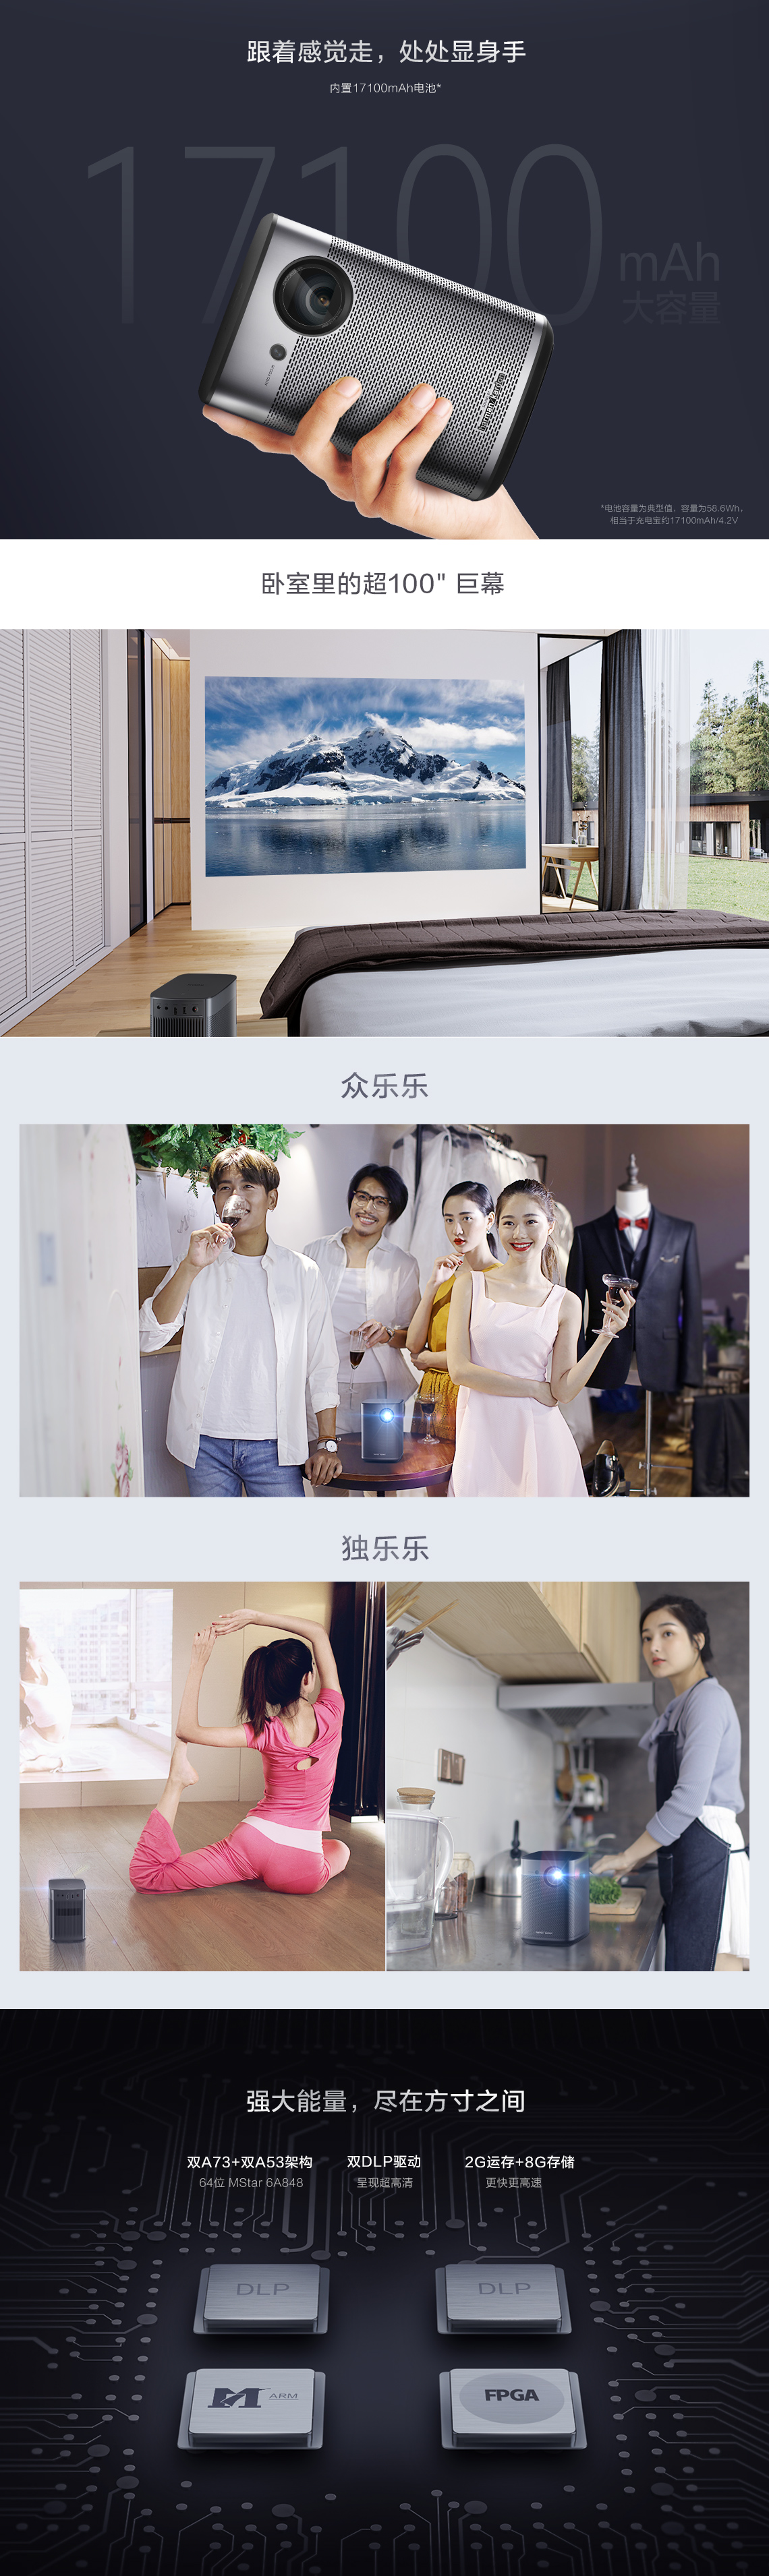 跟着感觉走，处处显身手
内置17100mAh电池*
17100
mAh
大容量
*电池容量为典型值，容量为58.6Wh，
相当于充电宝约17100mAh/4.2V
卧室里的超100" 巨幕
众乐乐
独乐乐
强大能量，尽在方寸之间
双A73+双A53架构
64位 MStar 6A848
双DLP驱动
呈现超高清
2G运存+8G存储
更快更高速
DLP
DLP
ARM
FPGA